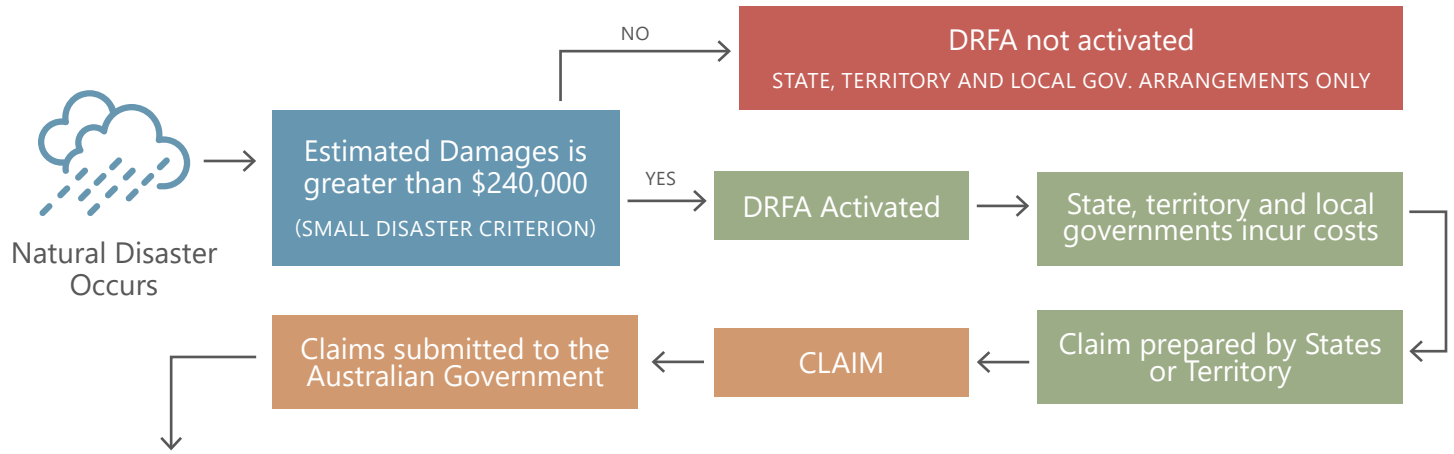 NO
DRFA not activated
STATE, TERRITORY AND LOCAL GOV. ARRANGEMENTS ONLY
Natural Disaster
Occurs
Estimated Damages is
greater than $240,000
(SMALL DISASTER CRITERION)
YES
DRFA Activated
State, territory and local
governments incur costs
Claim prepared by States
or Territory
CLAIM
Claims submitted to the
Australian Government